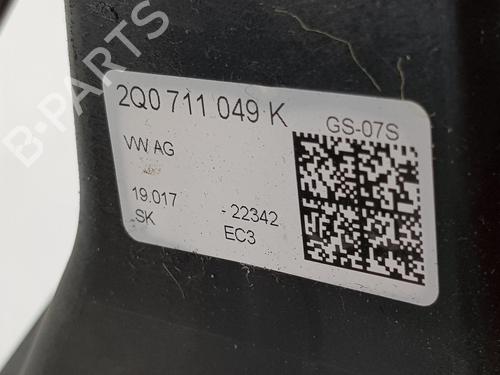 B-PARTS
2Q0 711 049 K
GS-07S
VW AG
19.017
- 22342
SK
EC3